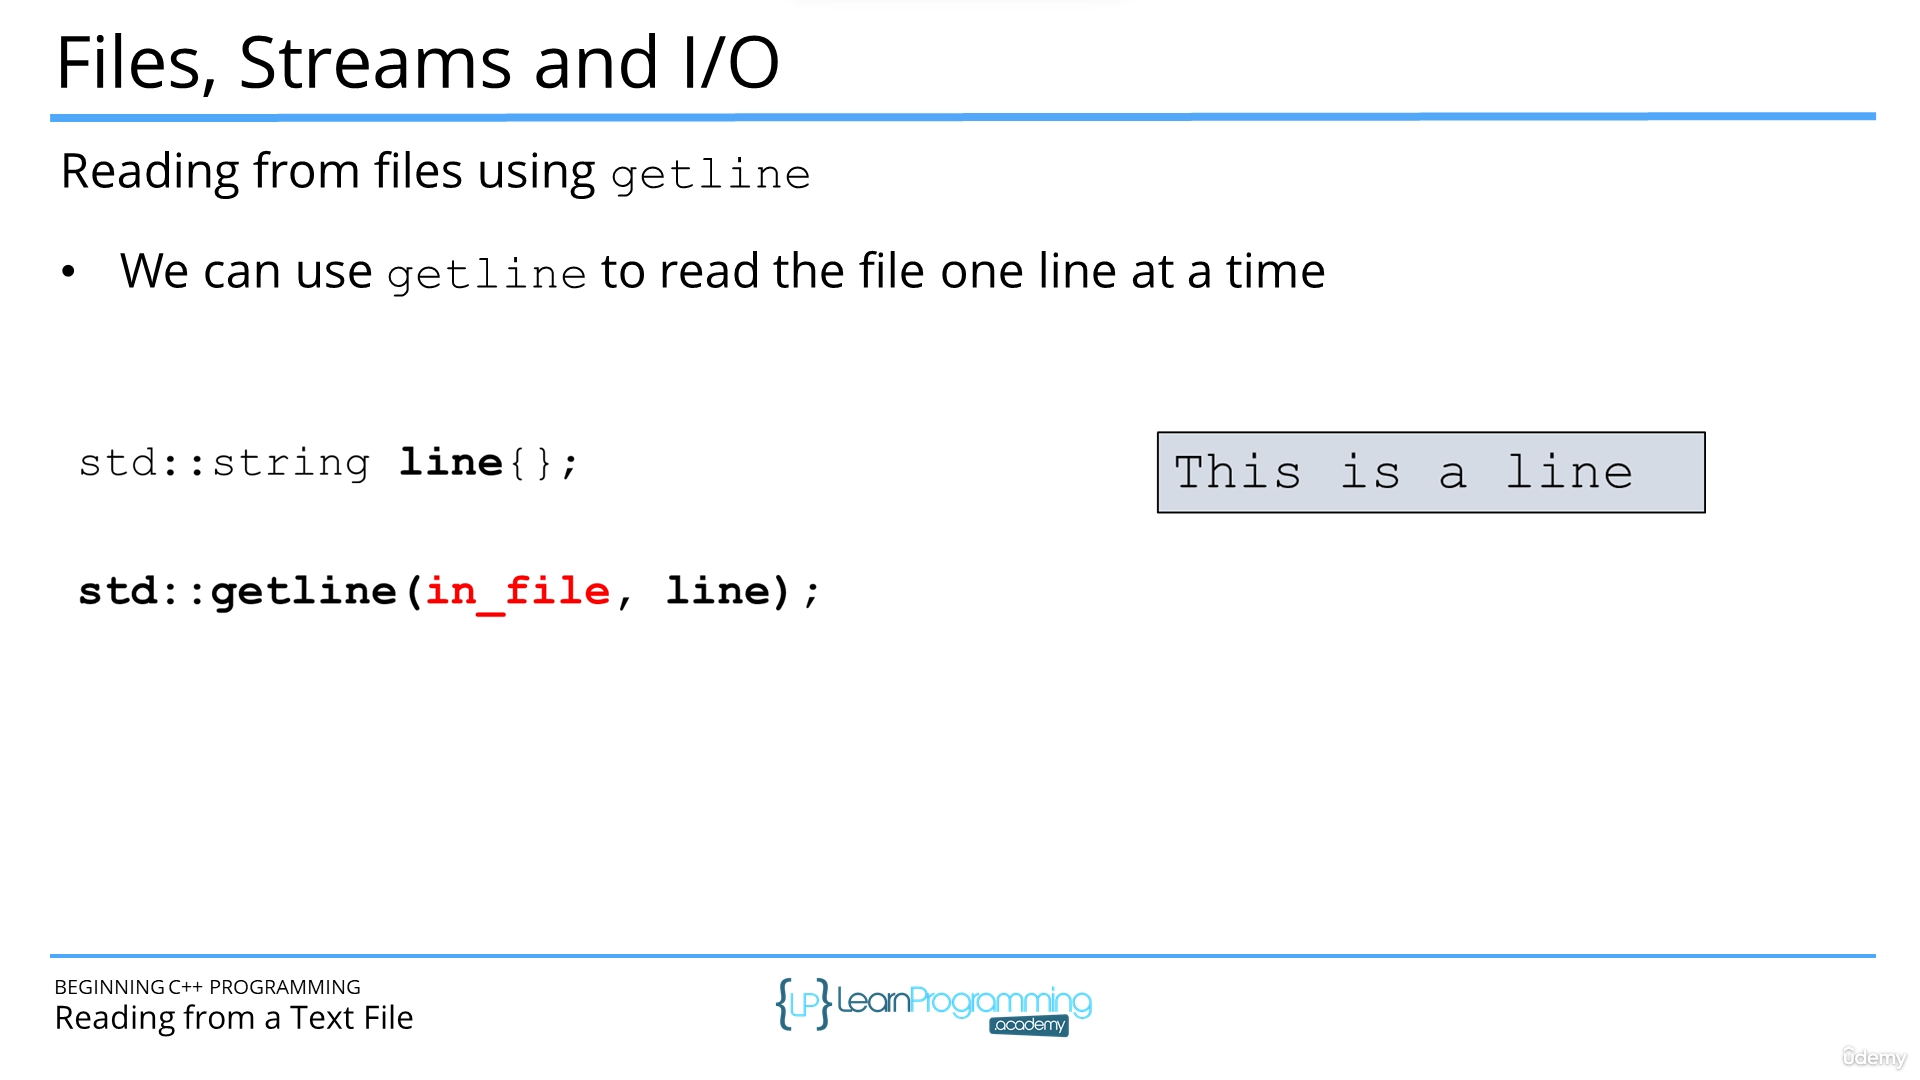 Files, Streams and I/O
Reading from files using getline
• We can use getline to read the file one line at a time
std::string line{};
This is a line
std::getline(in_file, line);
BEGINNING C++ PROGRAMMING
Reading from a Text File
{LP} LearnProgramming
.academy
ûdemy